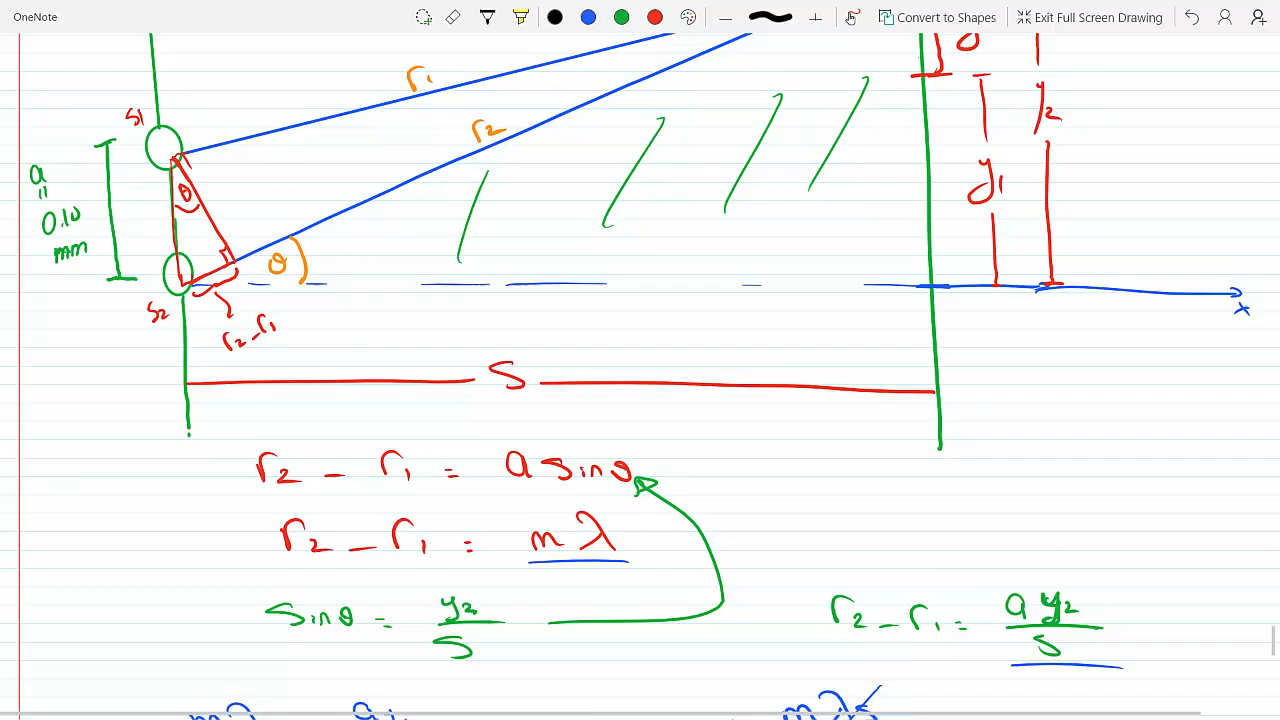 OneNote
Convert to Shapes
Exit Full Screen Drawing
r₁
S1
r₂
y₂
a
=
0.10
mm
θ
y₁
θ
S2
r₂ - r₁
x
S
r₂ - r₁ = a sinθ
r₂ - r₁ = mλ
sinθ = y₂/S
r₂ - r₁ = a y₂/S